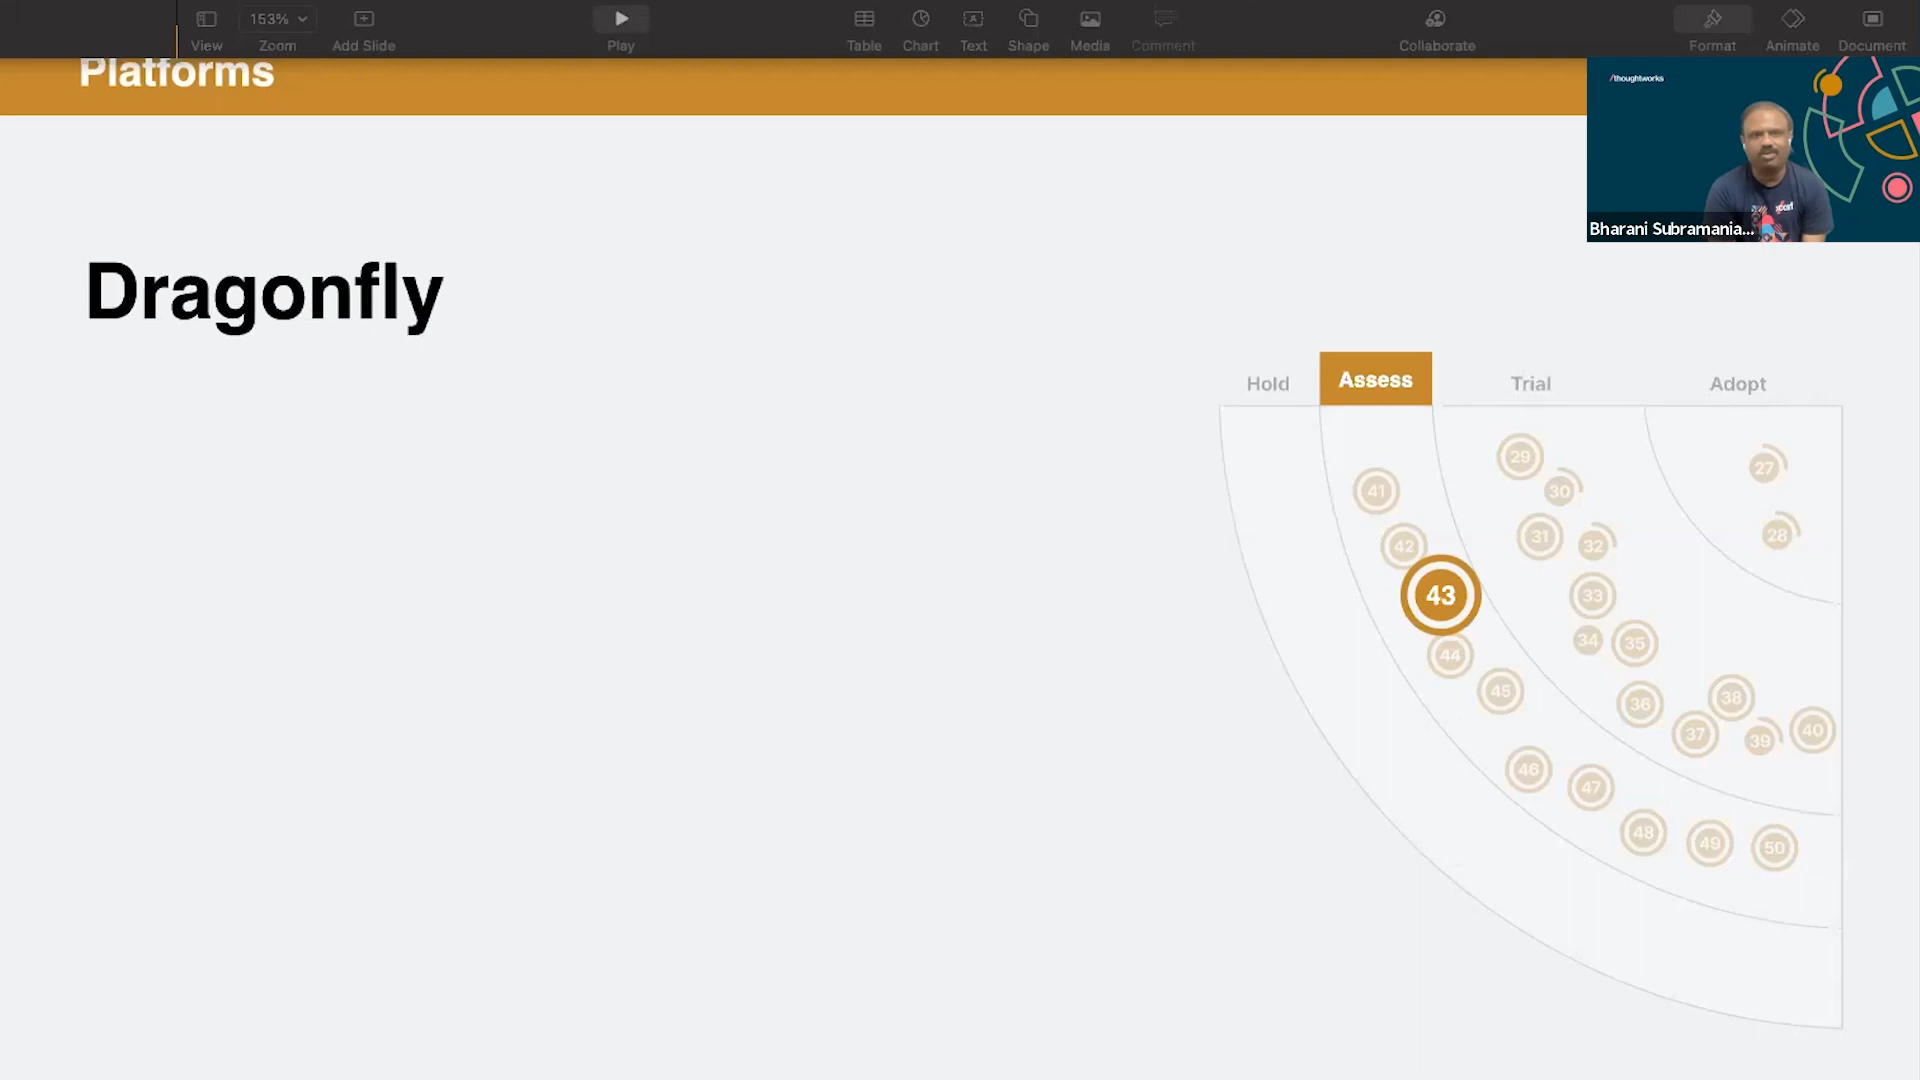 153%
View
Zoom
Add Slide
Play
Table
Chart
Text
Shape
Media
Comment
Collaborate
Format
Animate
Document
Platforms
/thoughtworks
Bharani Subramania...
Dragonfly
Hold
Assess
Trial
Adopt
27
28
29
30
31
32
33
34
35
36
37
38
39
40
41
42
43
44
45
46
47
48
49
50